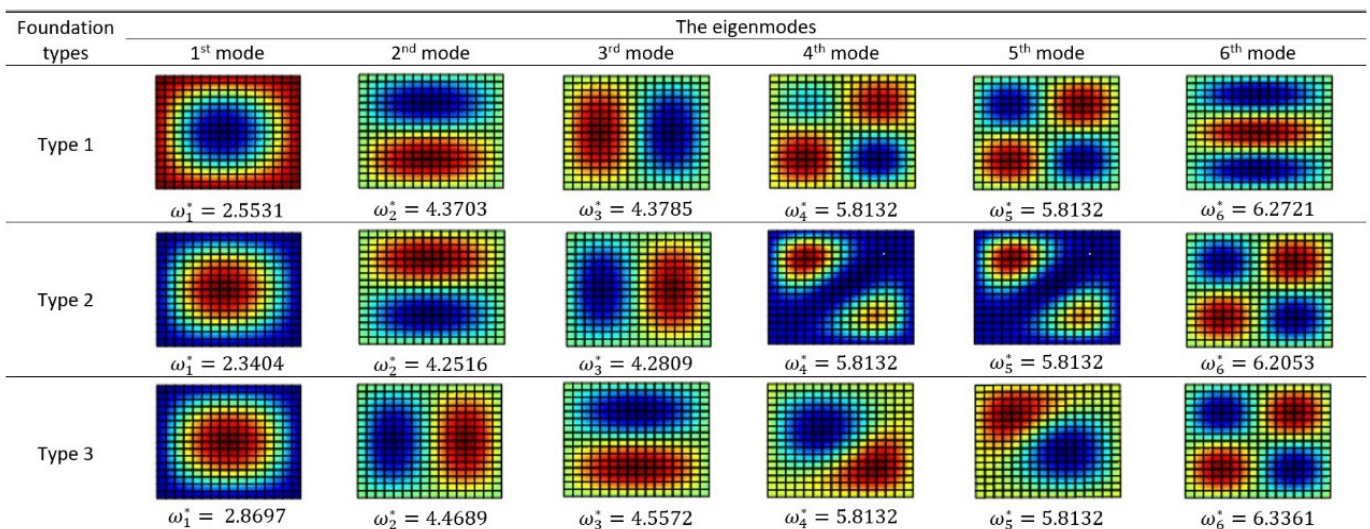 Foundation types The eigenmodes
1st mode 2nd mode 3rd mode 4th mode 5th mode 6th mode
Type 1
ω₁* = 2.5531 ω₂* = 4.3703 ω₃* = 4.3785 ω₄* = 5.8132 ω₅* = 5.8132 ω₆* = 6.2721
Type 2
ω₁* = 2.3404 ω₂* = 4.2516 ω₃* = 4.2809 ω₄* = 5.8132 ω₅* = 5.8132 ω₆* = 6.2053
Type 3
ω₁* = 2.8697 ω₂* = 4.4689 ω₃* = 4.5572 ω₄* = 5.8132 ω₅* = 5.8132 ω₆* = 6.3361